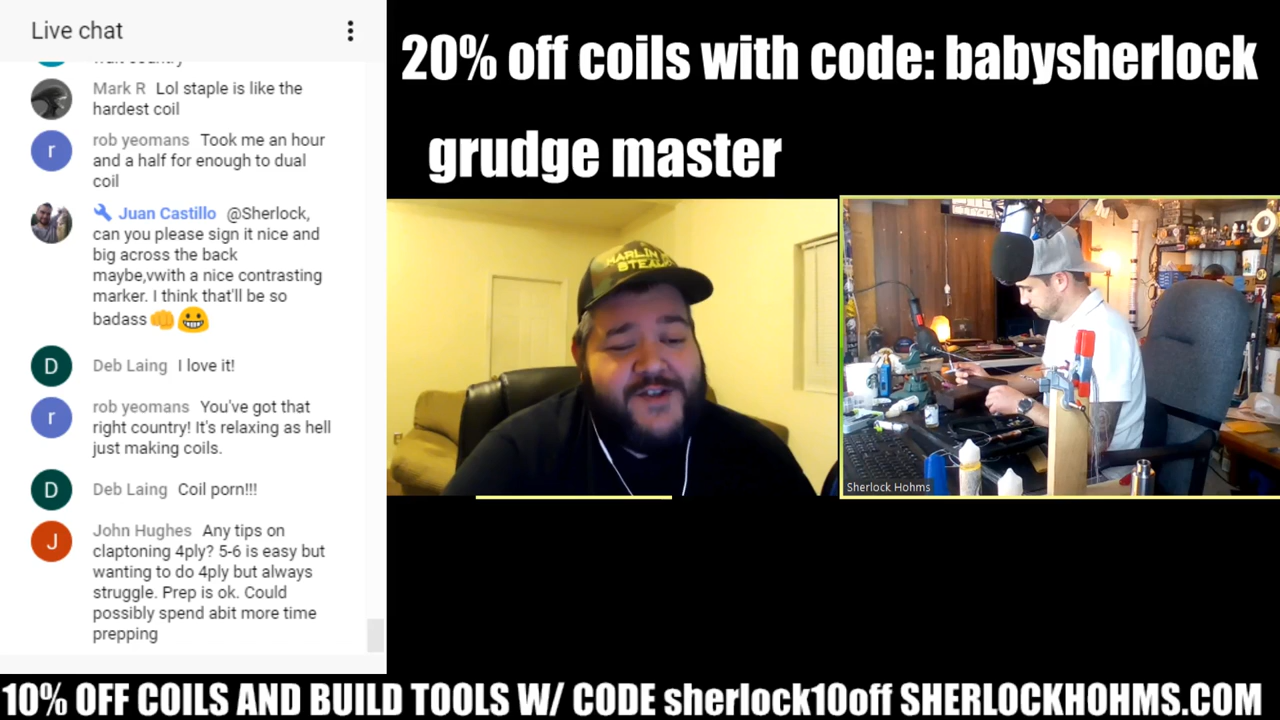 Live chat
Mark R Lol staple is like the
hardest coil
r
rob yeomans Took me an hour
and a half for enough to dual
coil
Juan Castillo @Sherlock,
can you please sign it nice and
big across the back
maybe,vwith a nice contrasting
marker. I think that'll be so
badass👊😀
D
Deb Laing I love it!
r
rob yeomans You've got that
right country! It's relaxing as hell
just making coils.
D
Deb Laing Coil porn!!!
J
John Hughes Any tips on
claptoning 4ply? 5-6 is easy but
wanting to do 4ply but always
struggle. Prep is ok. Could
possibly spend abit more time
prepping
20% off coils with code: babysherlock
grudge master
Sherlock Hohms
10% OFF COILS AND BUILD TOOLS W/ CODE sherlock10off SHERLOCKHOHMS.COM